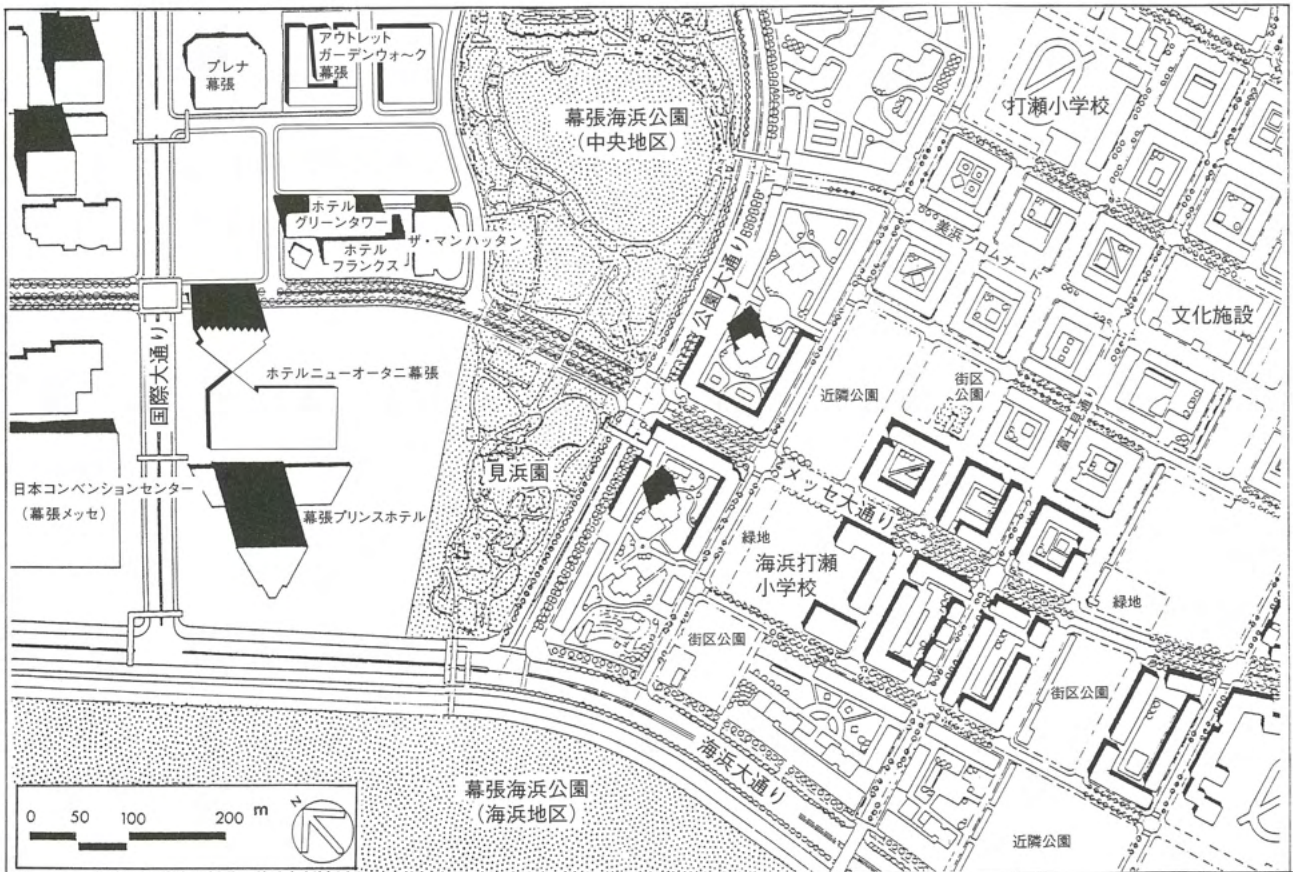 プレナ
幕張
アウトレット
ガーデンウォーク
幕張
幕張海浜公園
(中央地区)
打瀬小学校
ホテル
グリーンタワー
ホテル
フランクス
ザ・マンハッタン
公園大通り
美浜プロムナード
文化施設
国際大通り
ホテルニューオータニ幕張
近隣公園
街区
公園
富士見通り
見浜園
メッセ大通り
日本コンベンションセンター
(幕張メッセ)
幕張プリンスホテル
緑地
海浜打瀬
小学校
緑地
街区公園
街区公園
海浜大通り
幕張海浜公園
(海浜地区)
近隣公園
0 50 100 200 m
N